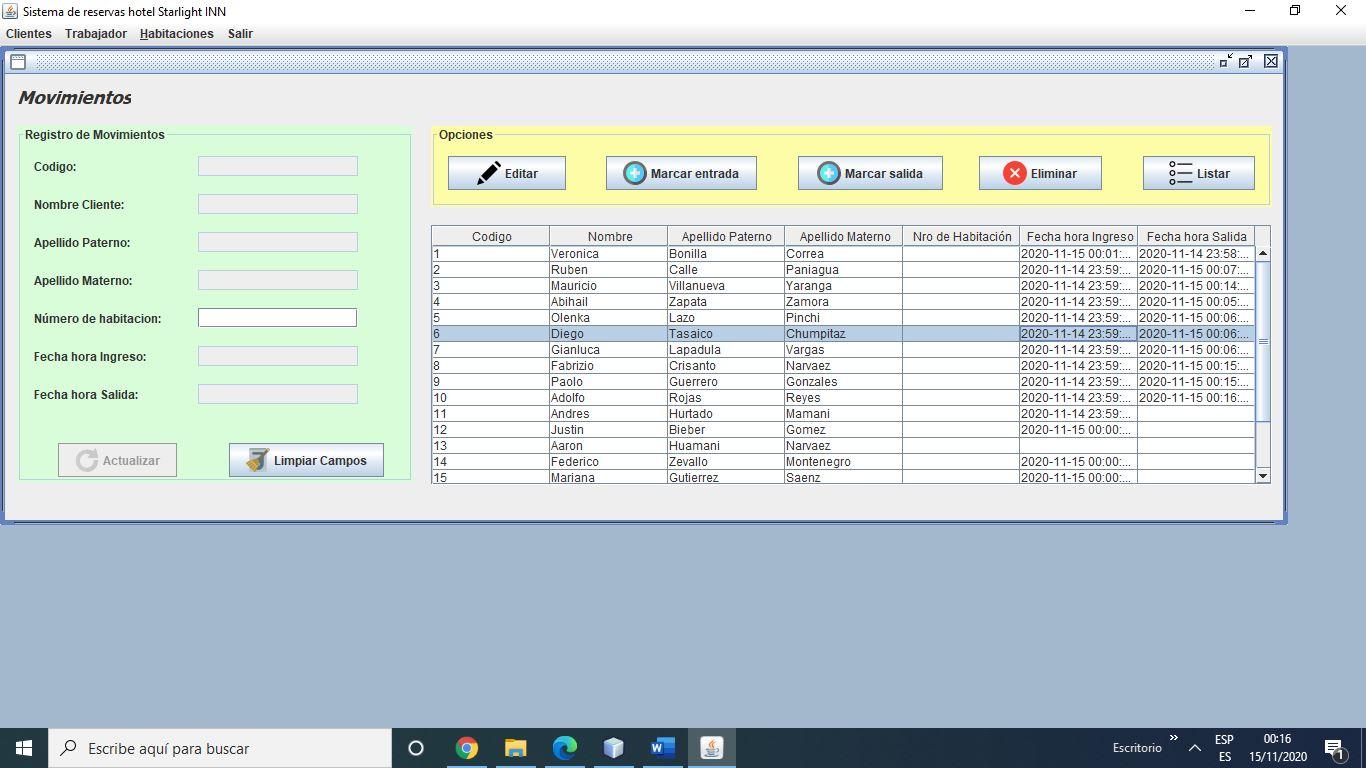 Sistema de reservas hotel Starlight INN
Clientes Trabajador Habitaciones Salir
Movimientos
Registro de Movimientos
Codigo:
Nombre Cliente:
Apellido Paterno:
Apellido Materno:
Número de habitacion:
Fecha hora Ingreso:
Fecha hora Salida:
Actualizar Limpiar Campos
Opciones
Editar Marcar entrada Marcar salida Eliminar Listar
Codigo Nombre Apellido Paterno Apellido Materno Nro de Habitación Fecha hora Ingreso Fecha hora Salida
1 Veronica Bonilla Correa 2020-11-15 00:01:... 2020-11-14 23:58:...
2 Ruben Calle Paniagua 2020-11-14 23:59:... 2020-11-15 00:07:...
3 Mauricio Villanueva Yaranga 2020-11-14 23:59:... 2020-11-15 00:14:...
4 Abihail Zapata Zamora 2020-11-14 23:59:... 2020-11-15 00:05:...
5 Olenka Lazo Pinchi 2020-11-14 23:59:... 2020-11-15 00:06:...
6 Diego Tasaico Chumpitaz 2020-11-14 23:59:... 2020-11-15 00:06:...
7 Gianluca Lapadula Vargas 2020-11-14 23:59:... 2020-11-15 00:06:...
8 Fabrizio Crisanto Narvaez 2020-11-14 23:59:... 2020-11-15 00:15:...
9 Paolo Guerrero Gonzales 2020-11-14 23:59:... 2020-11-15 00:15:...
10 Adolfo Rojas Reyes 2020-11-14 23:59:... 2020-11-15 00:16:...
11 Andres Hurtado Mamani 2020-11-14 23:59:...
12 Justin Bieber Gomez 2020-11-15 00:00:...
13 Aaron Huamani Narvaez
14 Federico Zevallo Montenegro 2020-11-15 00:00:...
15 Mariana Gutierrez Saenz 2020-11-15 00:00:...
Escribe aquí para buscar
Escritorio
ESP
ES
00:16
15/11/2020
1